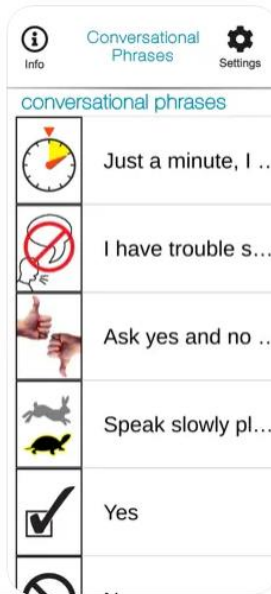 Conversational
Phrases
Info
Settings
conversational phrases
Just a minute, I ...
I have trouble s...
Ask yes and no ...
Speak slowly pl...
Yes